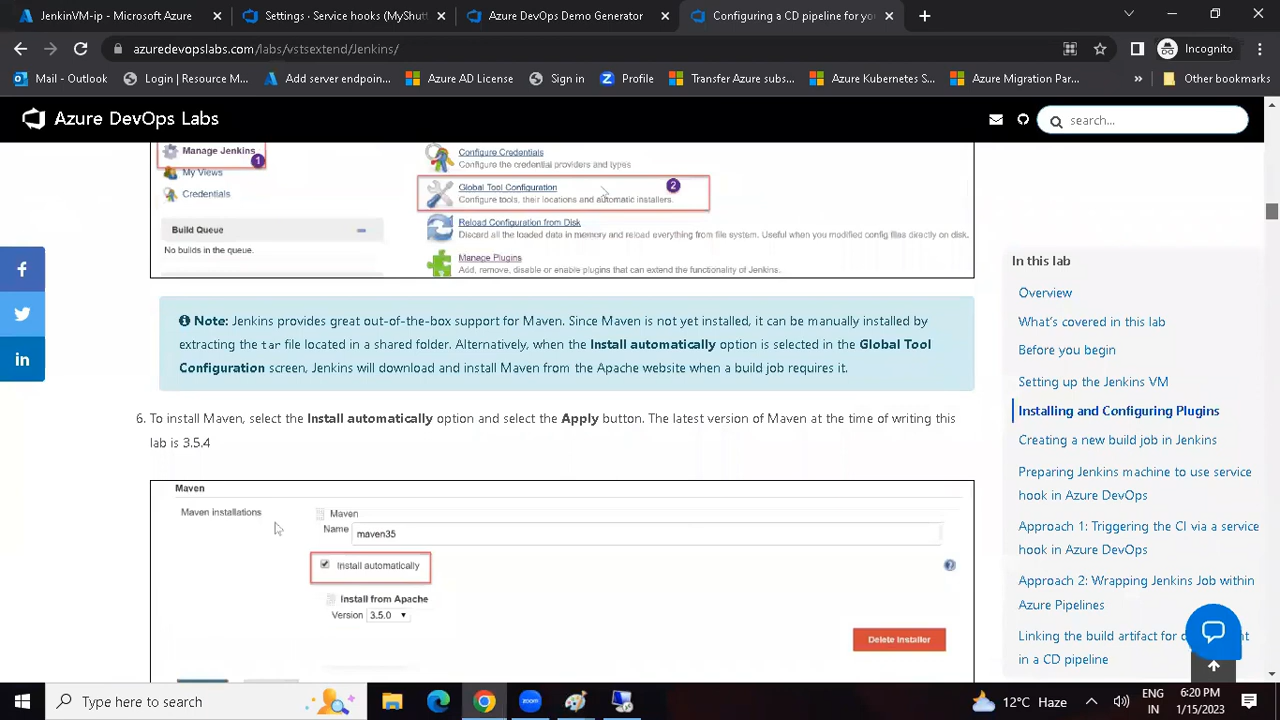 JenkinVM-ip - Microsoft Azure
Settings · Service hooks (MyShutt
Azure DevOps Demo Generator
Configuring a CD pipeline for you
azuredevopslabs.com/labs/vstsextend/Jenkins/
Incognito
Mail - Outlook
Login | Resource M...
Add server endpoin...
Azure AD License
Sign in
Profile
Transfer Azure subs...
Azure Kubernetes S...
Azure Migration Par...
»
Other bookmarks
Azure DevOps Labs
search...
Manage Jenkins
1
My Views
Credentials
Build Queue
No builds in the queue.
Configure Credentials
Configure the credential providers and types
Global Tool Configuration
2
Configure tools, their locations and automatic installers.
Reload Configuration from Disk
Discard all the loaded data in memory and reload everything from file system. Useful when you modified config files directly on disk.
Manage Plugins
Add, remove, disable or enable plugins that can extend the functionality of Jenkins.
Note: Jenkins provides great out-of-the-box support for Maven. Since Maven is not yet installed, it can be manually installed by
extracting the tar file located in a shared folder. Alternatively, when the Install automatically option is selected in the Global Tool
Configuration screen, Jenkins will download and install Maven from the Apache website when a build job requires it.
6. To install Maven, select the Install automatically option and select the Apply button. The latest version of Maven at the time of writing this
lab is 3.5.4
Maven
Maven installations
Maven
Name
maven35
Install automatically
Install from Apache
Version 3.5.0
Delete Installer
In this lab
Overview
What's covered in this lab
Before you begin
Setting up the Jenkins VM
Installing and Configuring Plugins
Creating a new build job in Jenkins
Preparing Jenkins machine to use service
hook in Azure DevOps
Approach 1: Triggering the CI via a service
hook in Azure DevOps
Approach 2: Wrapping Jenkins Job within
Azure Pipelines
Linking the build artifact for
in a CD pipeline
Type here to search
zoom
12°C Haze
ENG
IN
6:20 PM
1/15/2023